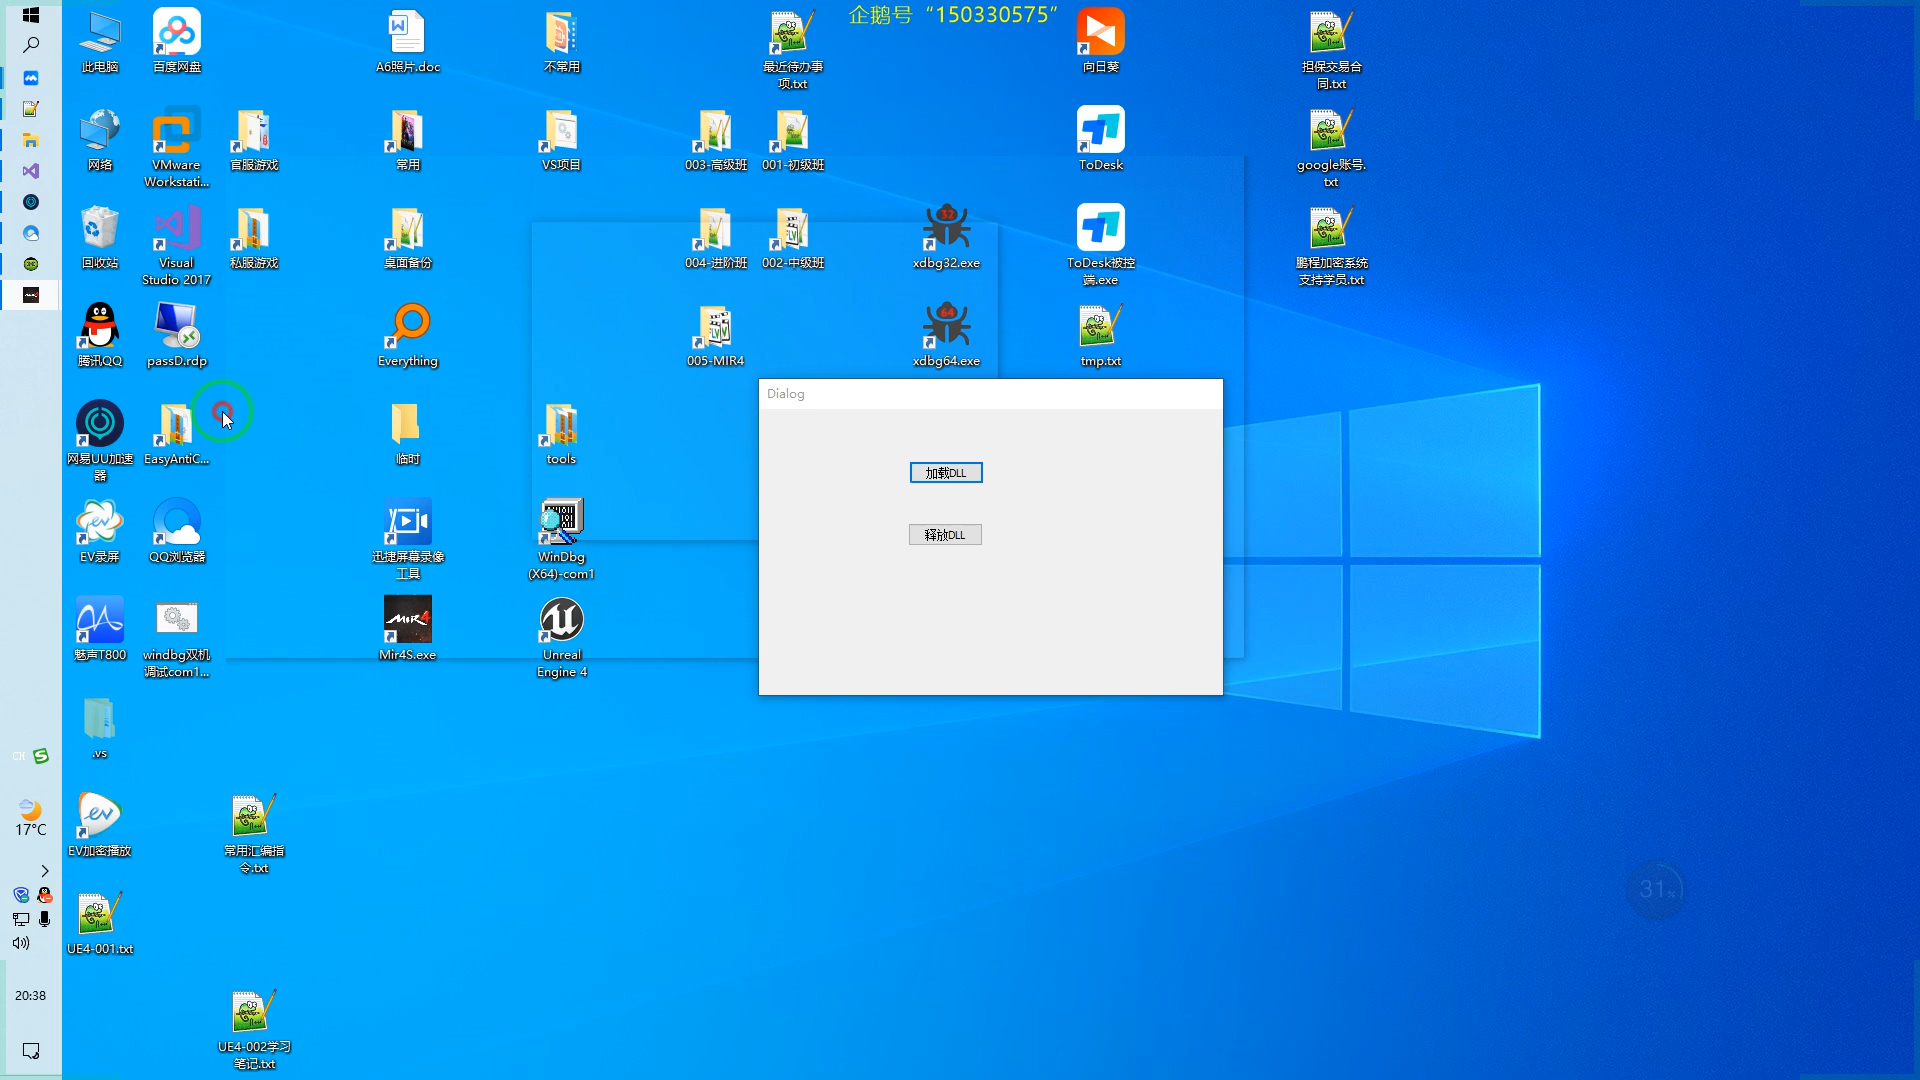 企鹅号“150330575”
此电脑
百度网盘
A6照片.doc
不常用
最近待办事
项.txt
向日葵
担保交易合
同.txt
网络
VMware
Workstati...
官服游戏
常用
VS项目
003-高级班
001-初级班
ToDesk
google账号.
txt
回收站
Visual
Studio 2017
私服游戏
桌面备份
004-进阶班
002-中级班
32
xdbg32.exe
ToDesk被控
端.exe
鹏程加密系统
支持学员.txt
腾讯QQ
passD.rdp
Everything
005-MIR4
64
xdbg64.exe
tmp.txt
Dialog
加载DLL
释放DLL
网易UU加速
器
EasyAntiC...
临时
tools
EV录屏
QQ浏览器
迅捷屏幕录像
工具
WinDbg
(X64)-com1
魅声T800
windbg双机
调试com1...
MIR4
Mir4S.exe
Unreal
Engine 4
.vs
CH
17°C
EV加密播放
常用汇编指
令.txt
31%
UE4-001.txt
20:38
UE4-002学习
笔记.txt